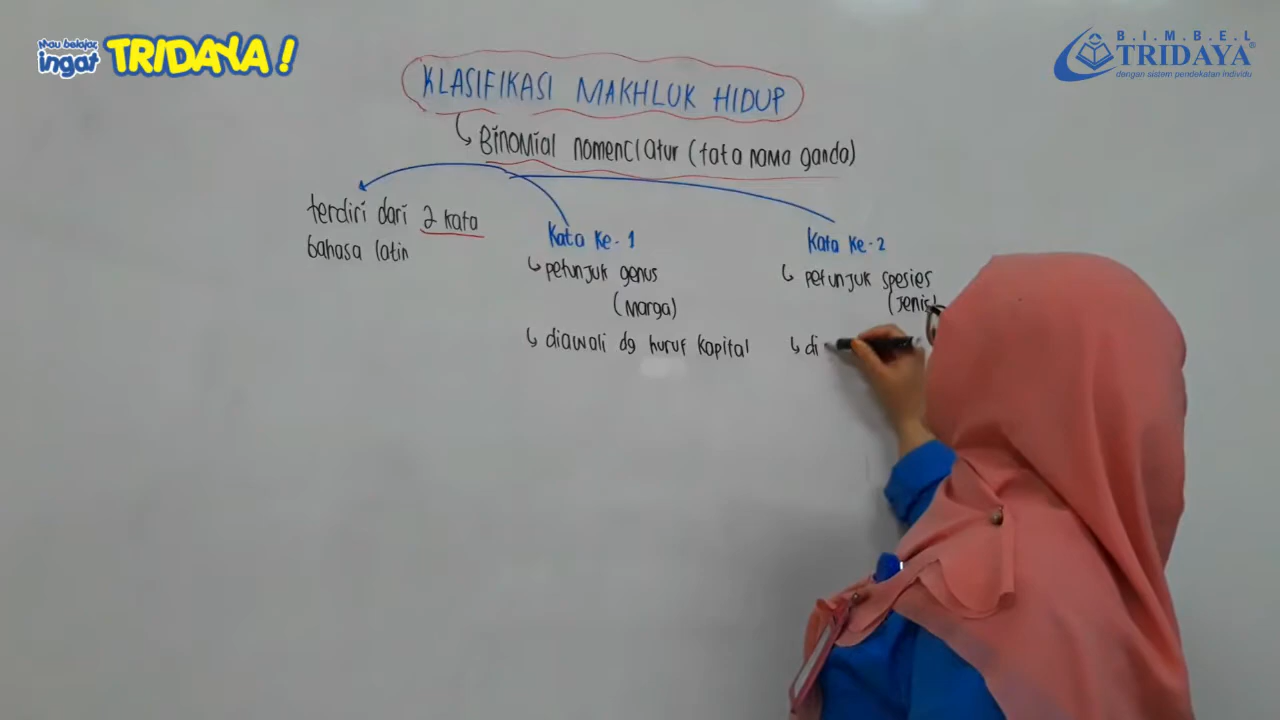 Mau belajar,
ingat TRIDAYA !
B.I.M.B.E.L
TRIDAYA®
dengan sistem pendekatan individu
KLASIFIKASI MAKHLUK HIDUP
Binomial nomenclatur (tata nama ganda)
terdiri dari 2 kata
bahasa latin
Kata Ke-1
petunjuk genus
(Marga)
diawali dg huruf kapital
Kata Ke-2
petunjuk spesies
(Jenis)
di